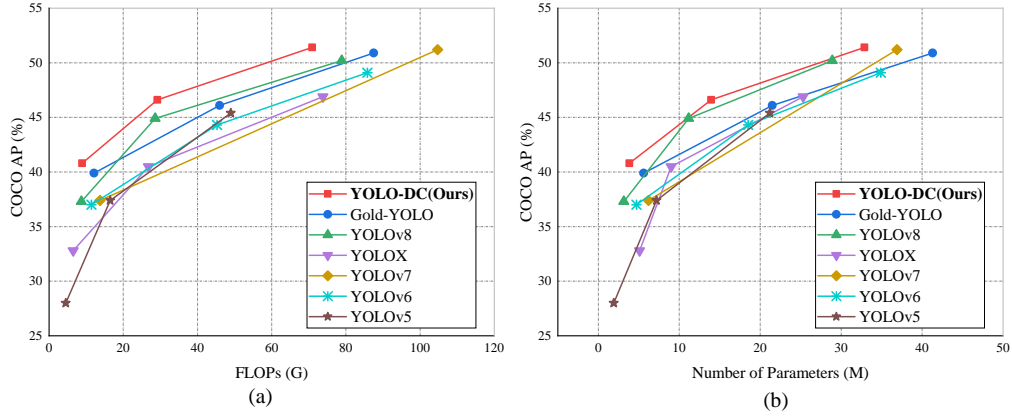 55
50
45
40
35
30
25
COCO AP (%)
0 20 40 60 80 100 120
FLOPs (G)
YOLO-DC(Ours)
Gold-YOLO
YOLOv8
YOLOX
YOLOv7
YOLOv6
YOLOv5
(a)
55
50
45
40
35
30
25
COCO AP (%)
0 10 20 30 40 50
Number of Parameters (M)
YOLO-DC(Ours)
Gold-YOLO
YOLOv8
YOLOX
YOLOv7
YOLOv6
YOLOv5
(b)